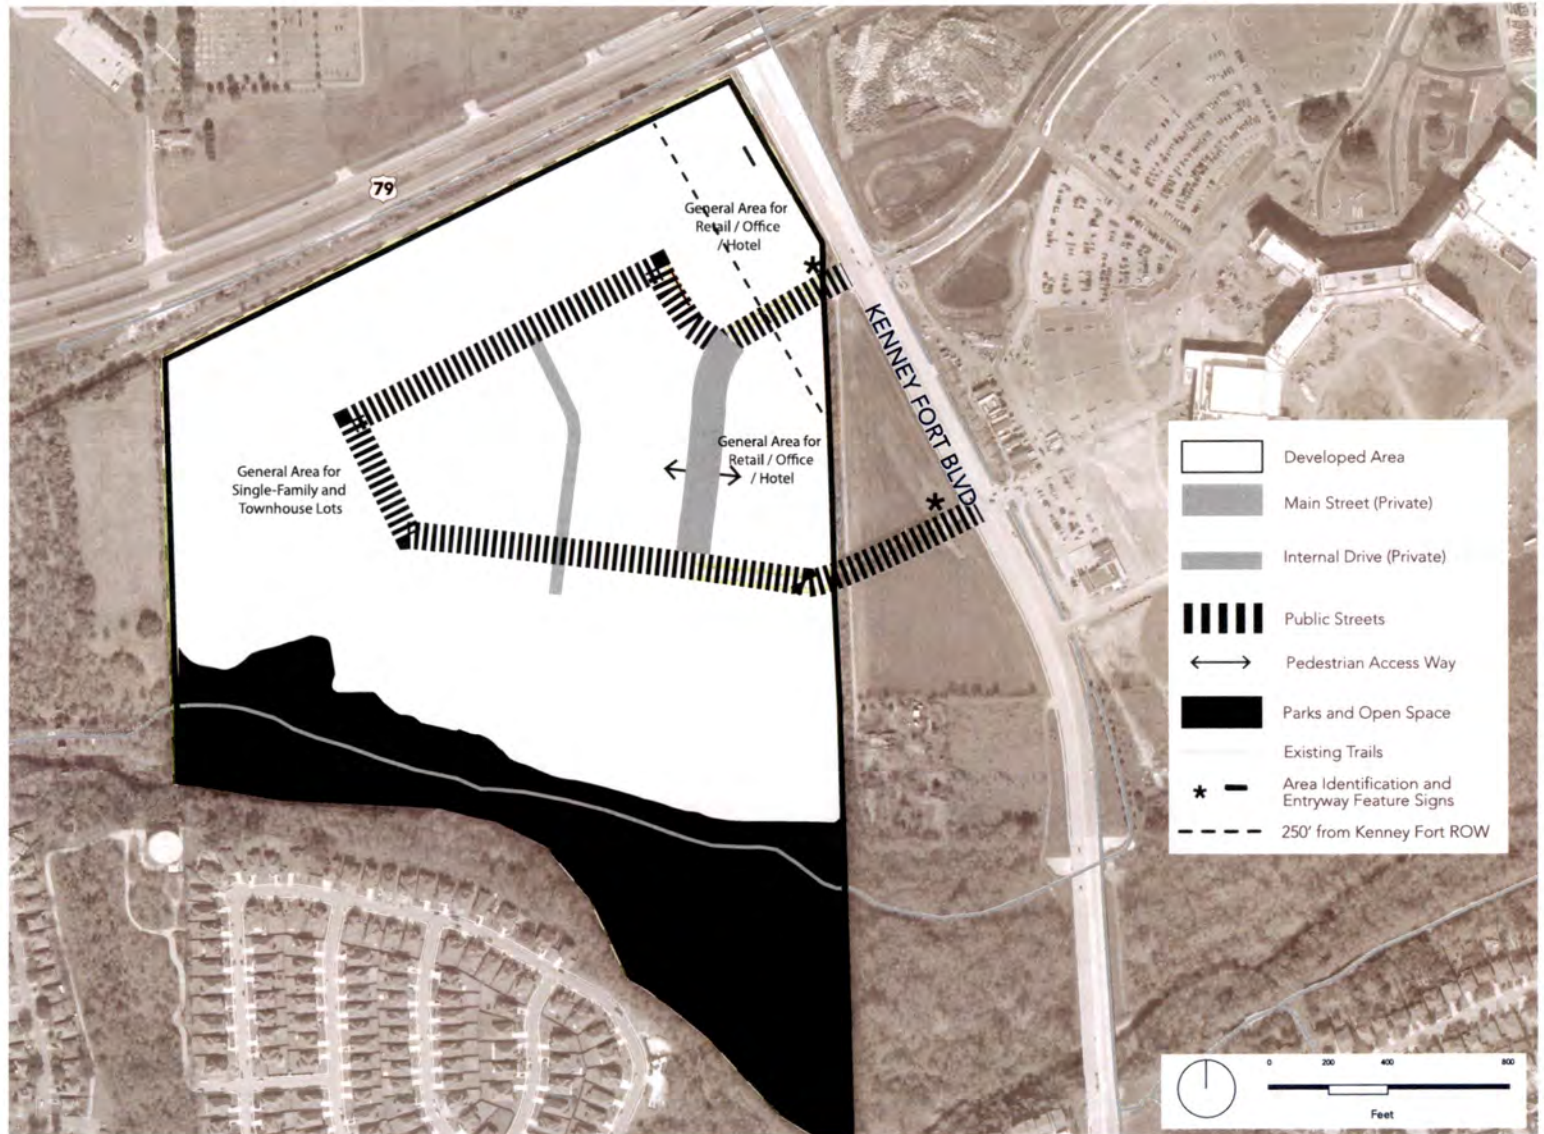 79
General Area for
Retail / Office
/ Hotel
KENNEY FORT BLVD
General Area for
Retail / Office
/ Hotel
General Area for
Single-Family and
Townhouse Lots
Developed Area
Main Street (Private)
Internal Drive (Private)
Public Streets
Pedestrian Access Way
Parks and Open Space
Existing Trails
Area Identification and
Entryway Feature Signs
250' from Kenney Fort ROW
0 200 400 800
Feet